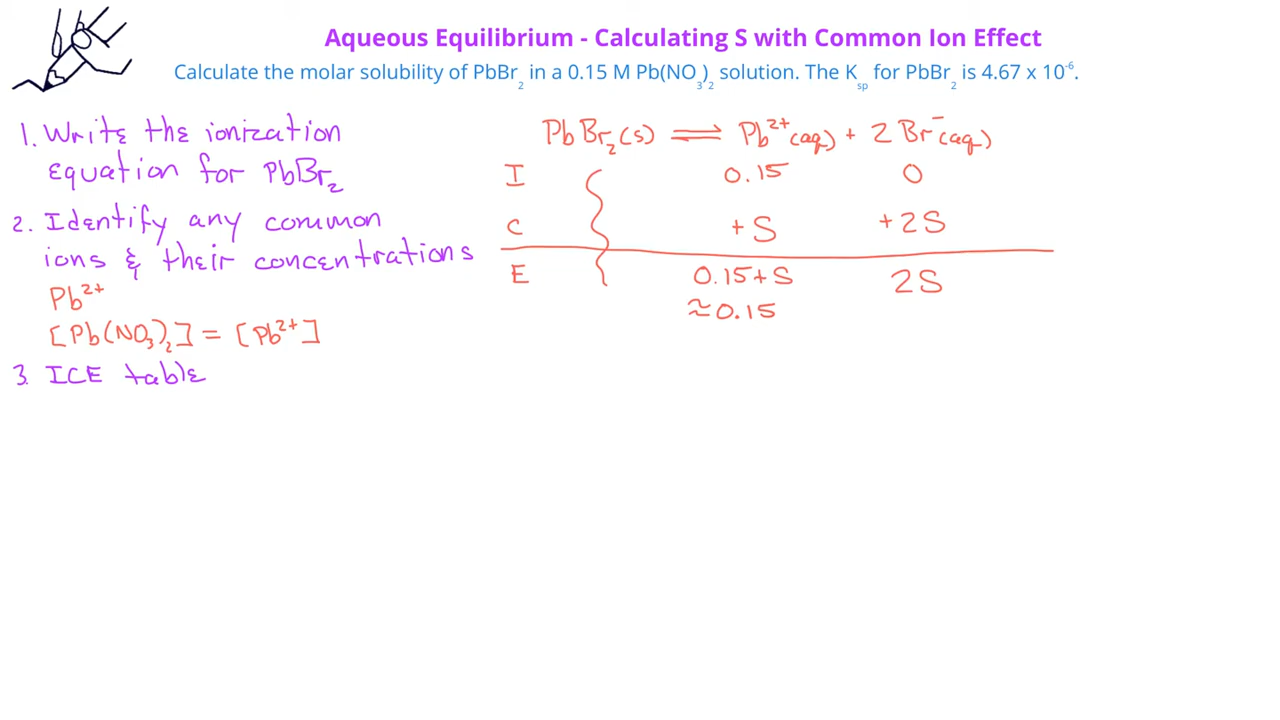 Aqueous Equilibrium - Calculating S with Common Ion Effect
Calculate the molar solubility of PbBr₂ in a 0.15 M Pb(NO₃)₂ solution. The Kₛₚ for PbBr₂ is 4.67 x 10⁻⁶.
1. Write the ionization
equation for PbBr₂
2. Identify any common
ions & their concentrations
Pb²⁺
[Pb(NO₃)₂] = [Pb²⁺]
3. ICE table
PbBr₂(s) ⇌ Pb²⁺(aq) + 2 Br⁻(aq)
I 0.15 0
C +S +2S
E 0.15+S 2S
≈0.15